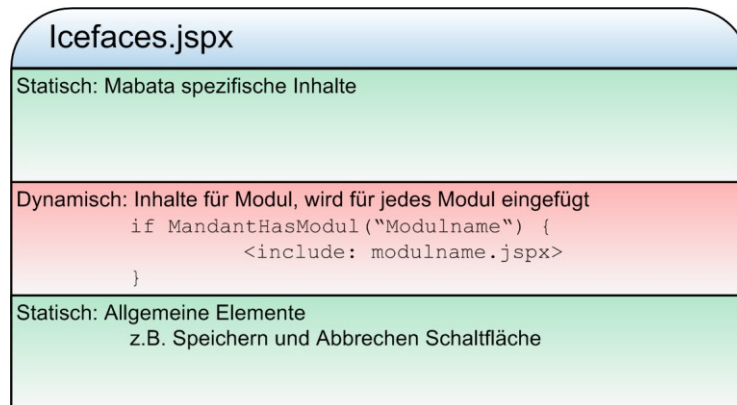 Icefaces.jspx
Statisch: Mabata spezifische Inhalte
Dynamisch: Inhalte für Modul, wird für jedes Modul eingefügt
if MandantHasModul(“Modulname“) {
<include: modulname.jspx>
}
Statisch: Allgemeine Elemente
z.B. Speichern und Abbrechen Schaltfläche